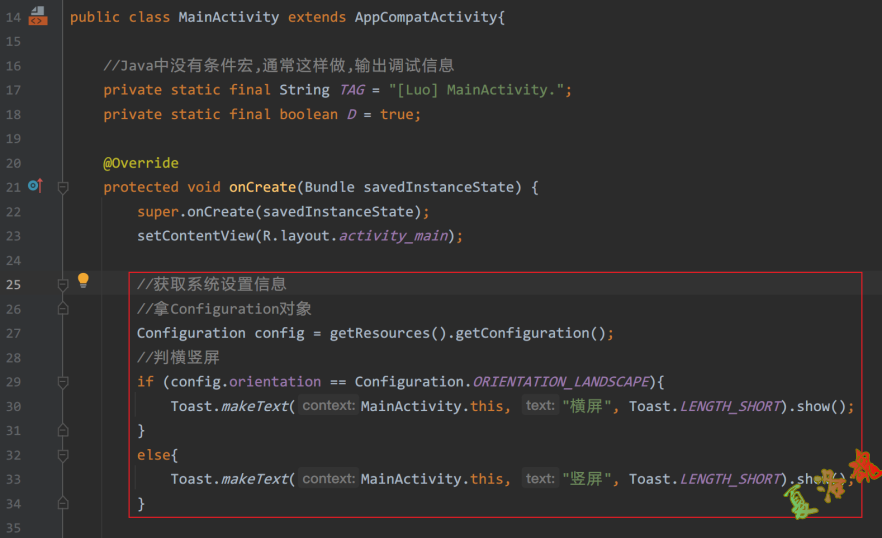 14 public class MainActivity extends AppCompatActivity{
15
16 //Java中没有条件宏,通常这样做,输出调试信息
17 private static final String TAG = "[Luo] MainActivity.";
18 private static final boolean D = true;
19
20 @Override
21 protected void onCreate(Bundle savedInstanceState) {
22 super.onCreate(savedInstanceState);
23 setContentView(R.layout.activity_main);
24
25 //获取系统设置信息
26 //拿Configuration对象
27 Configuration config = getResources().getConfiguration();
28 //判横竖屏
29 if (config.orientation == Configuration.ORIENTATION_LANDSCAPE){
30 Toast.makeText( context: MainActivity.this, text: "横屏", Toast.LENGTH_SHORT).show();
31 }
32 else{
33 Toast.makeText( context: MainActivity.this, text: "竖屏", Toast.LENGTH_SHORT).show();
34 }
35